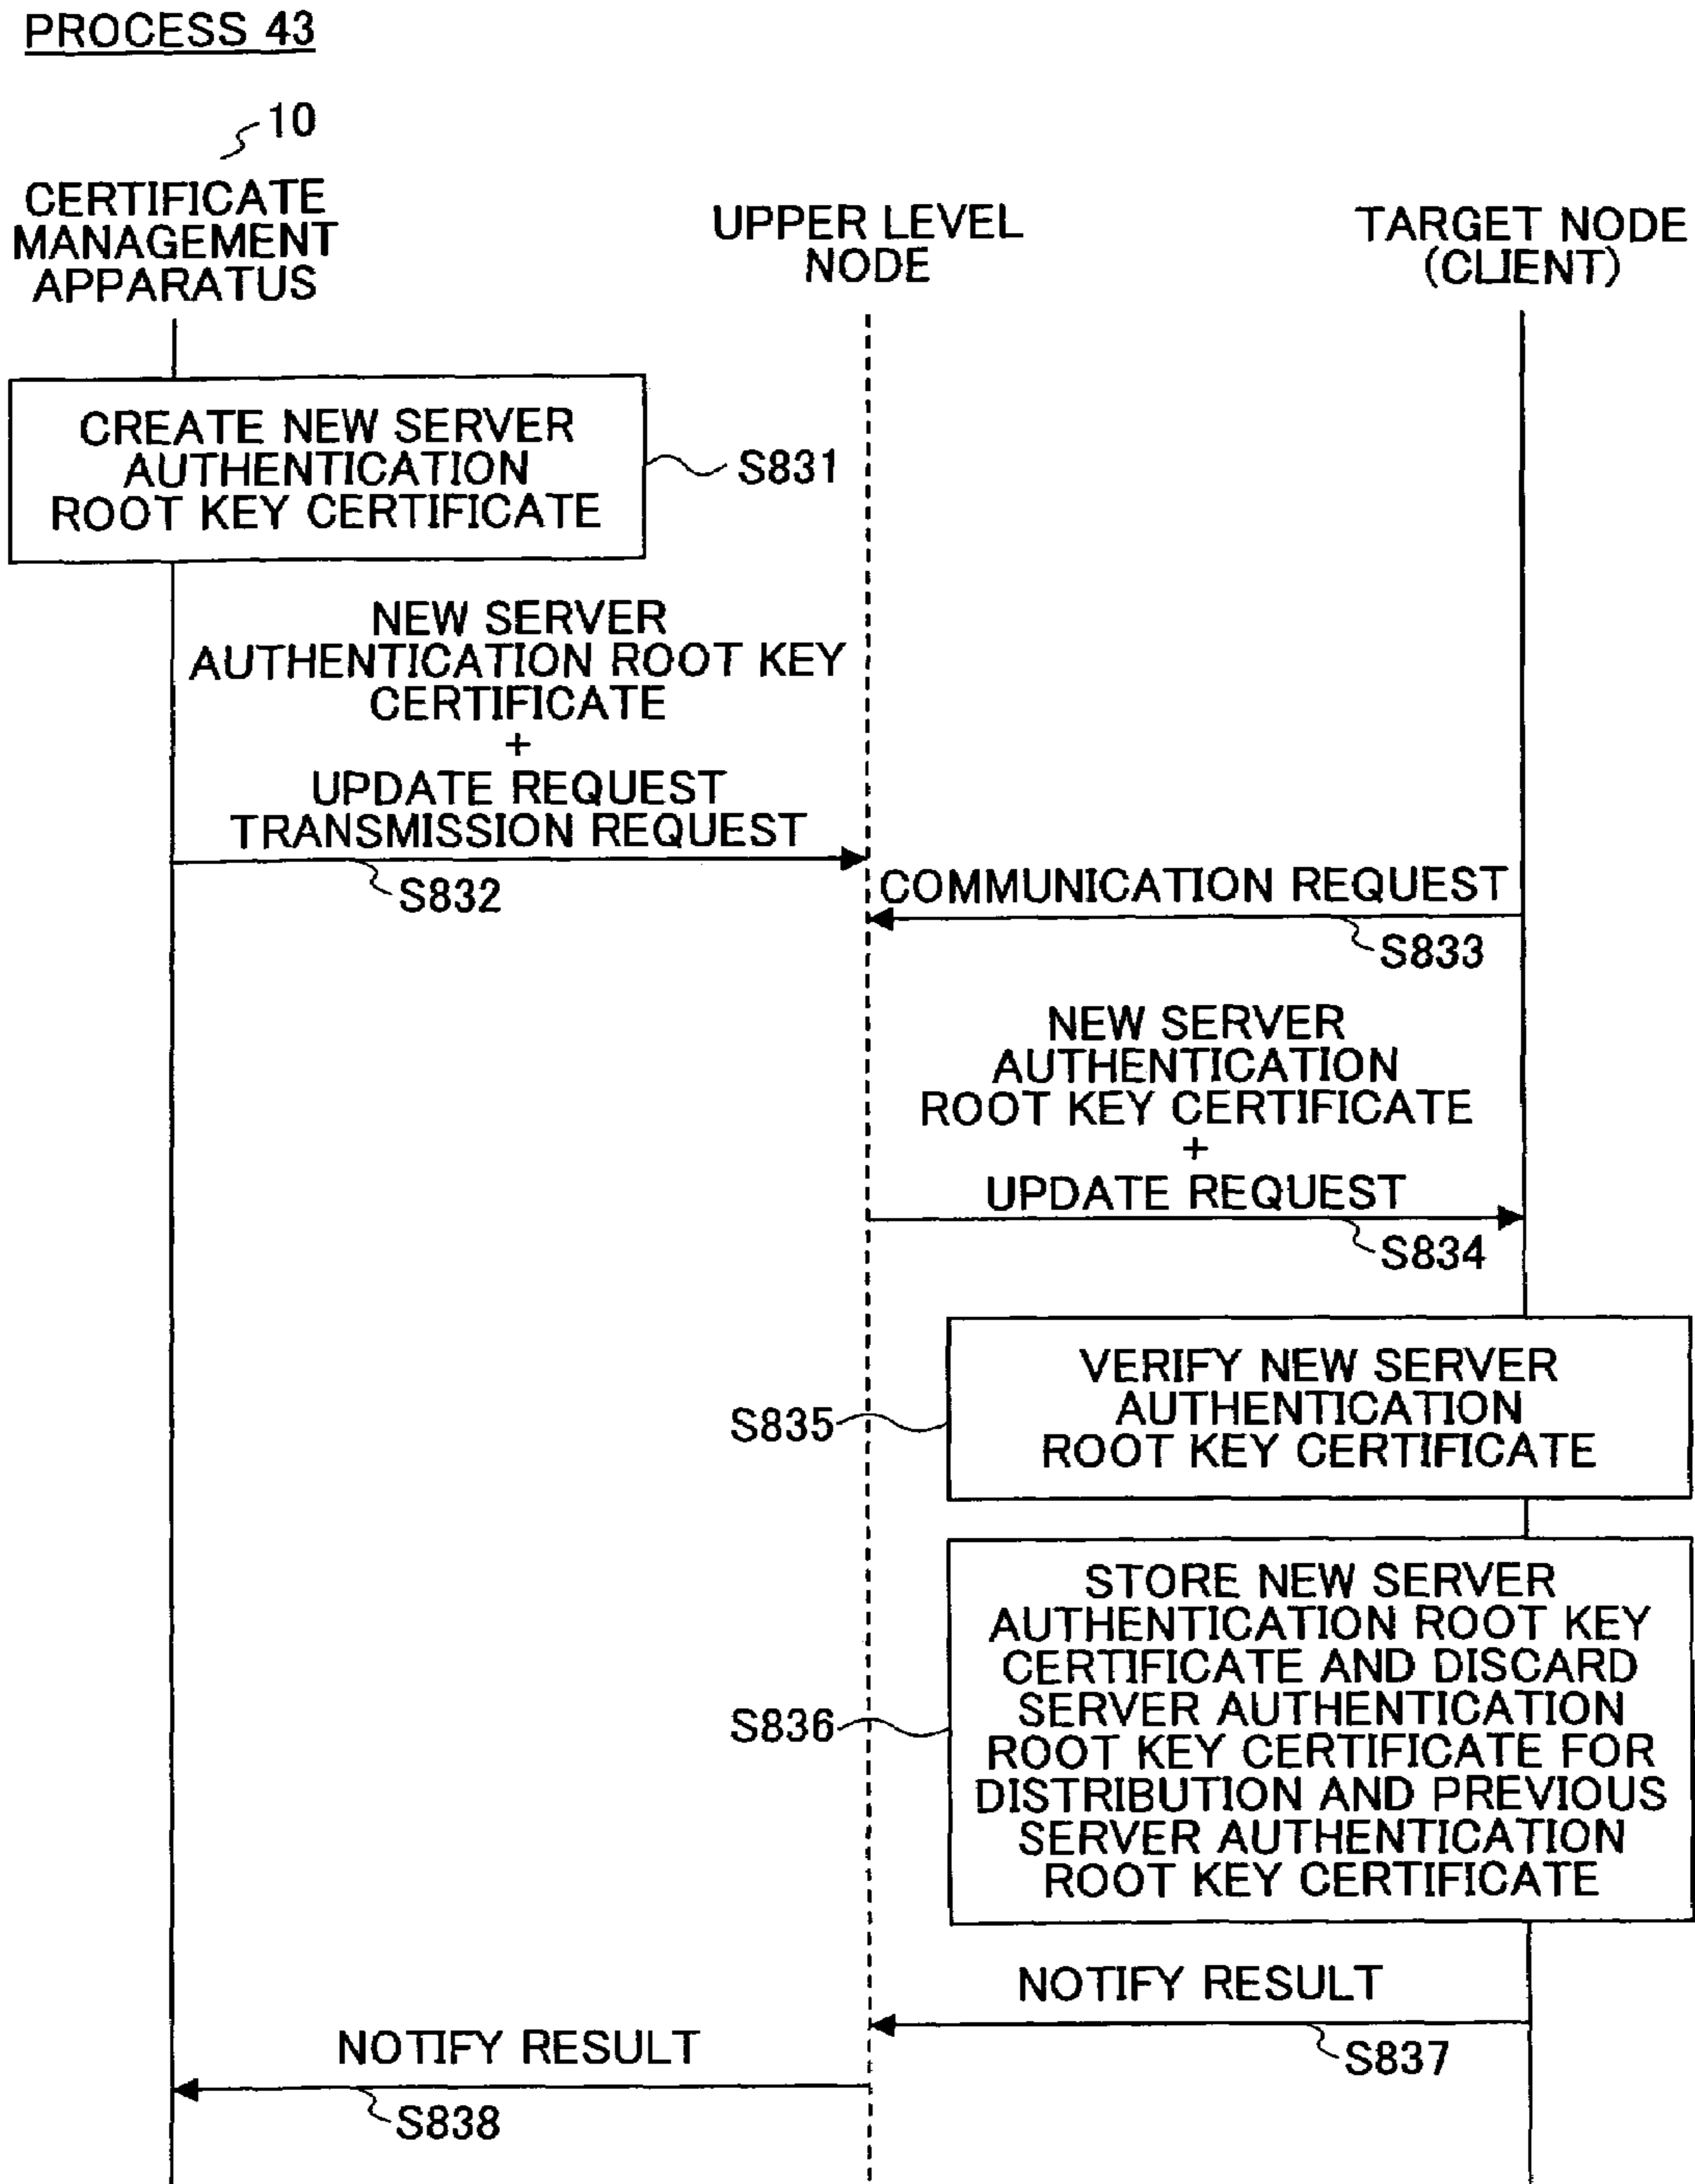 PROCESS 43
10
CERTIFICATE
MANAGEMENT
APPARATUS
UPPER LEVEL
NODE
TARGET NODE
(CLIENT)
CREATE NEW SERVER
AUTHENTICATION
ROOT KEY CERTIFICATE
S831
NEW SERVER
AUTHENTICATION ROOT KEY
CERTIFICATE
+
UPDATE REQUEST
TRANSMISSION REQUEST
S832
COMMUNICATION REQUEST
S833
NEW SERVER
AUTHENTICATION
ROOT KEY CERTIFICATE
+
UPDATE REQUEST
S834
VERIFY NEW SERVER
AUTHENTICATION
ROOT KEY CERTIFICATE
S835
STORE NEW SERVER
AUTHENTICATION ROOT KEY
CERTIFICATE AND DISCARD
SERVER AUTHENTICATION
ROOT KEY CERTIFICATE FOR
DISTRIBUTION AND PREVIOUS
SERVER AUTHENTICATION
ROOT KEY CERTIFICATE
S836
NOTIFY RESULT
S837
NOTIFY RESULT
S838